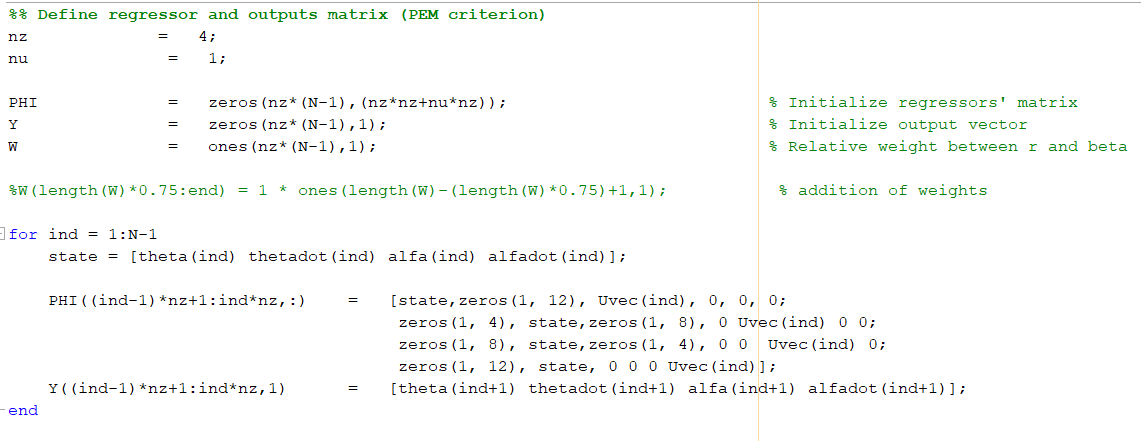 %% Define regressor and outputs matrix (PEM criterion)
nz = 4;
nu = 1;
PHI = zeros(nz*(N-1),(nz*nz+nu*nz)); % Initialize regressors' matrix
Y = zeros(nz*(N-1),1); % Initialize output vector
W = ones(nz*(N-1),1); % Relative weight between r and beta
%W(length(W)*0.75:end) = 1 * ones(length(W)-(length(W)*0.75)+1,1); % addition of weights
for ind = 1:N-1
state = [theta(ind) thetadot(ind) alfa(ind) alfadot(ind)];
PHI((ind-1)*nz+1:ind*nz,:) = [state,zeros(1, 12), Uvec(ind), 0, 0, 0;
zeros(1, 4), state,zeros(1, 8), 0 Uvec(ind) 0 0;
zeros(1, 8), state,zeros(1, 4), 0 0 Uvec(ind) 0;
zeros(1, 12), state, 0 0 0 Uvec(ind)];
Y((ind-1)*nz+1:ind*nz,1) = [theta(ind+1) thetadot(ind+1) alfa(ind+1) alfadot(ind+1)];
end